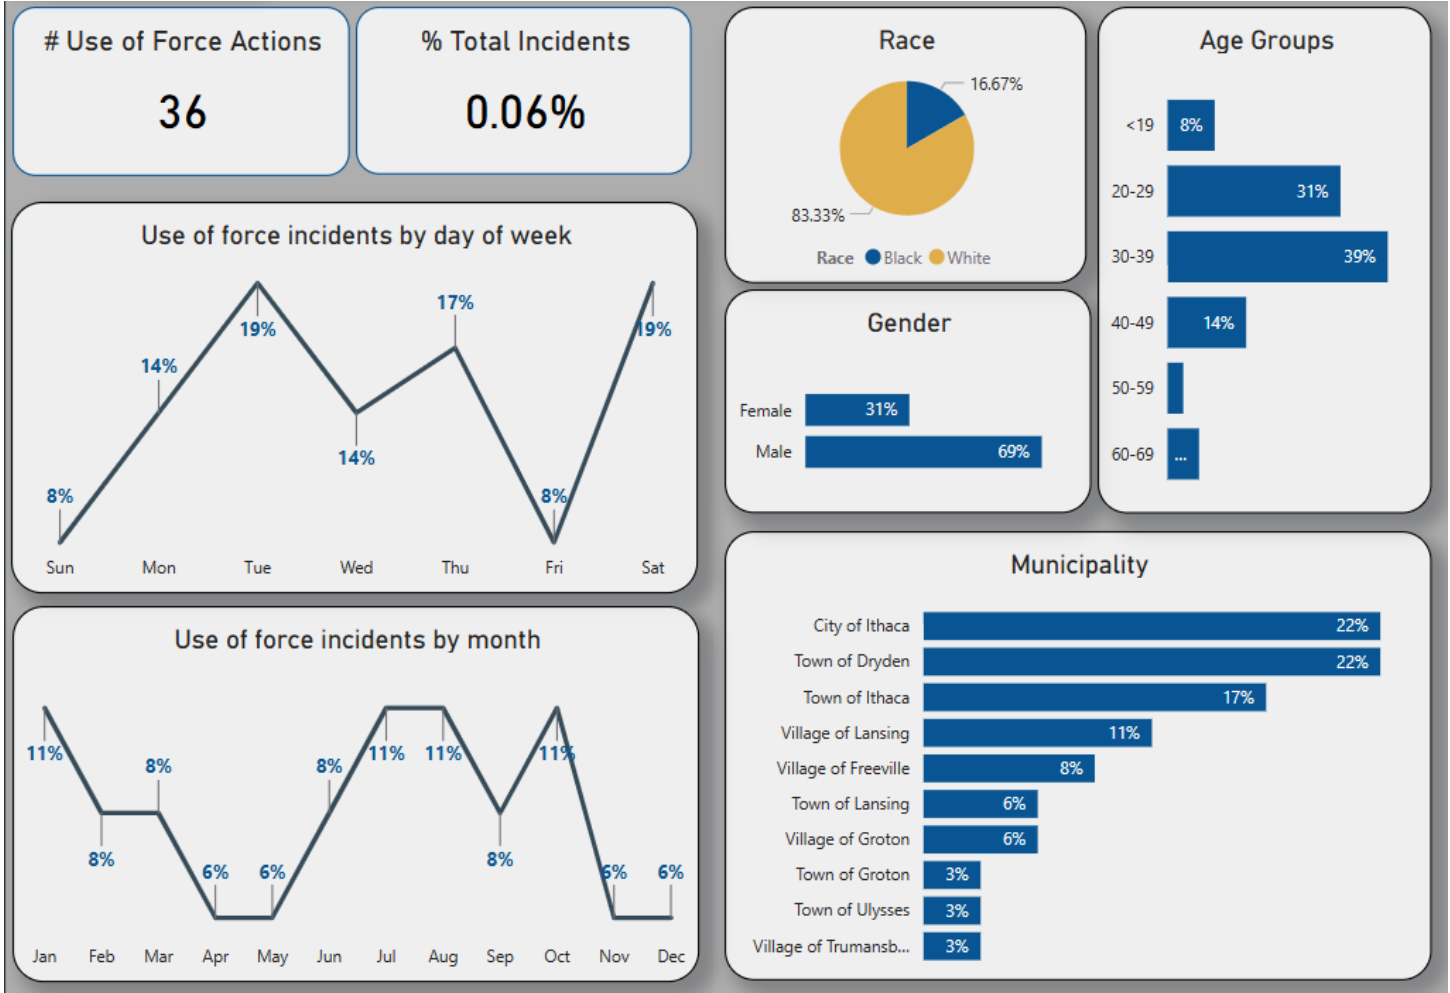 # Use of Force Actions
36
% Total Incidents
0.06%
Use of force incidents by day of week
8%
14%
19%
14%
17%
8%
19%
Sun Mon Tue Wed Thu Fri Sat
Use of force incidents by month
11%
8%
8%
6%
6%
8%
11%
11%
8%
11%
6%
6%
Jan Feb Mar Apr May Jun Jul Aug Sep Oct Nov Dec
Race
16.67%
83.33%
Race Black White
Gender
Female 31%
Male 69%
Age Groups
<19 8%
20-29 31%
30-39 39%
40-49 14%
50-59
60-69 ...
Municipality
City of Ithaca 22%
Town of Dryden 22%
Town of Ithaca 17%
Village of Lansing 11%
Village of Freeville 8%
Town of Lansing 6%
Village of Groton 6%
Town of Groton 3%
Town of Ulysses 3%
Village of Trumansb... 3%